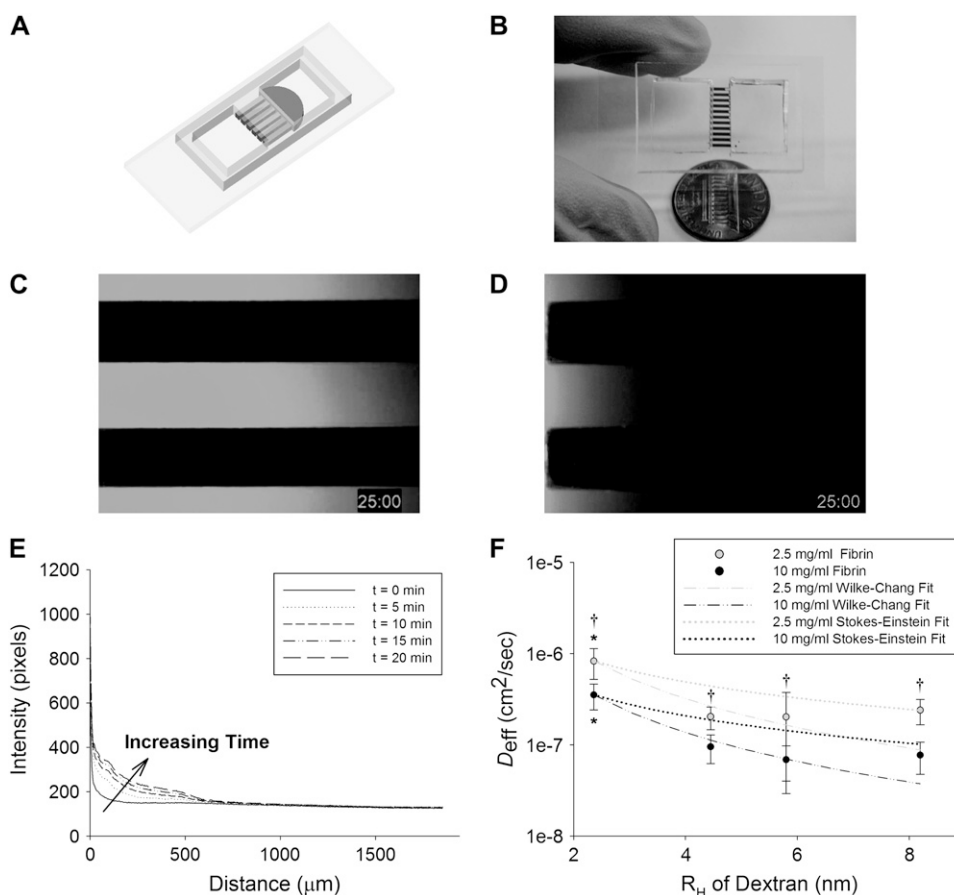 A
B
C
25:00
D
25:00
E
Intensity (pixels)
1200
1000
800
600
400
200
0
t = 0 min
t = 5 min
t = 10 min
t = 15 min
t = 20 min
Increasing Time
0
500
1000
1500
Distance (μm)
F
Deff (cm2/sec)
1e-5
1e-6
1e-7
1e-8
2.5 mg/ml Fibrin
10 mg/ml Fibrin
2.5 mg/ml Wilke-Chang Fit
10 mg/ml Wilke-Chang Fit
2.5 mg/ml Stokes-Einstein Fit
10 mg/ml Stokes-Einstein Fit
†
*
†
†
†
*
2
4
6
8
RH of Dextran (nm)